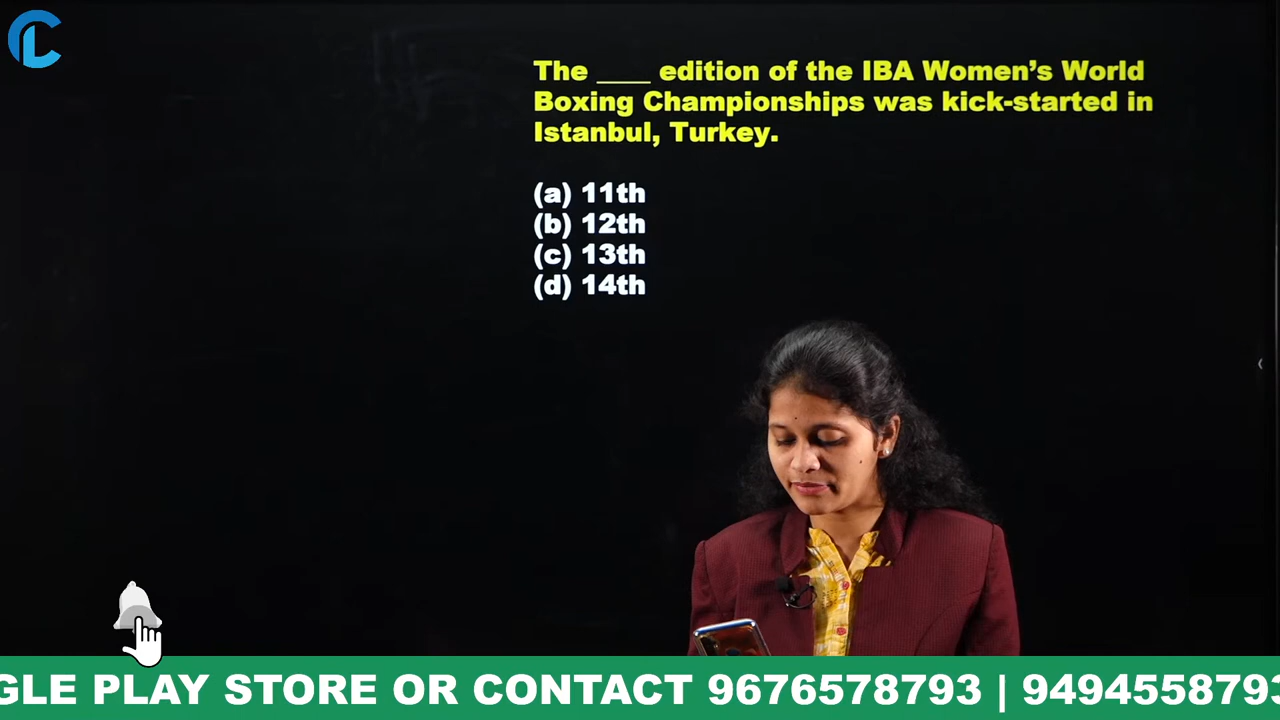 The ____ edition of the IBA Women’s World
Boxing Championships was kick-started in
Istanbul, Turkey.
(a) 11th
(b) 12th
(c) 13th
(d) 14th
GLE PLAY STORE OR CONTACT 9676578793 | 949455879